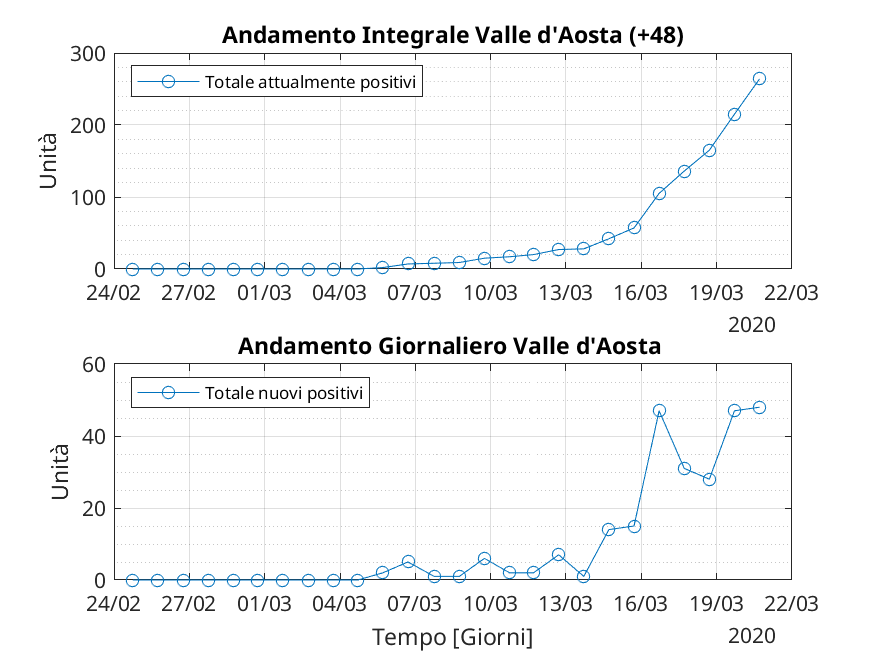 Andamento Integrale Valle d'Aosta (+48)
300
200
100
0
Unità
Totale attualmente positivi
24/02 27/02 01/03 04/03 07/03 10/03 13/03 16/03 19/03 22/03
2020
Andamento Giornaliero Valle d'Aosta
60
40
20
0
Unità
Totale nuovi positivi
24/02 27/02 01/03 04/03 07/03 10/03 13/03 16/03 19/03 22/03
Tempo [Giorni]
2020